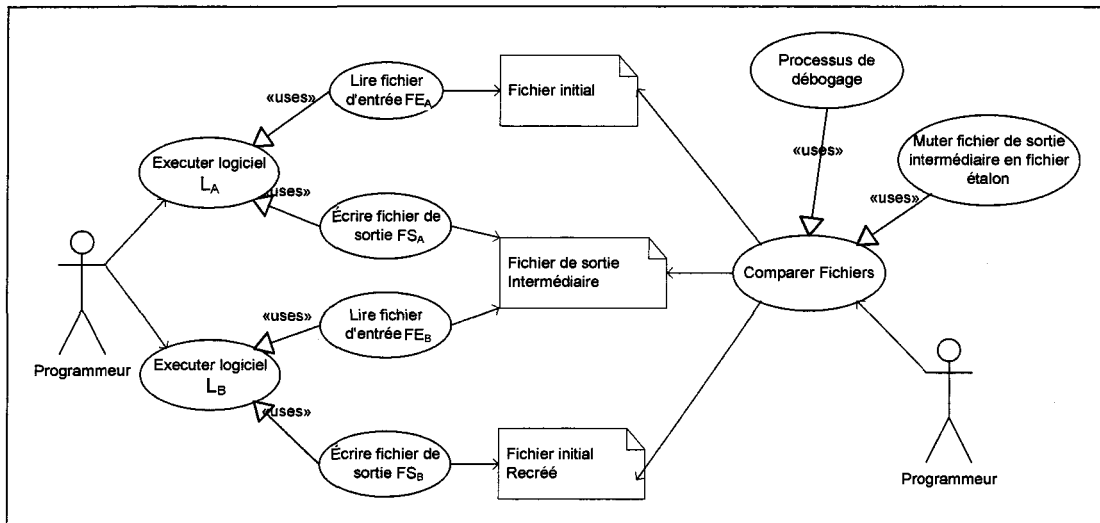 Processus de
débogage
Lire fichier
d'entrée FEA
Fichier initial
«uses»
Muter fichier de sortie
intermédiaire en fichier
étalon
«uses»
Executer logiciel
LA
«uses»
«uses»
Écrire fichier de
sortie FSA
Fichier de sortie
Intermédiaire
Comparer Fichiers
Lire fichier
d'entrée FEB
«uses»
Executer logiciel
LB
Programmeur
«uses»
Écrire fichier de
sortie FSB
Fichier initial
Recréé
Programmeur